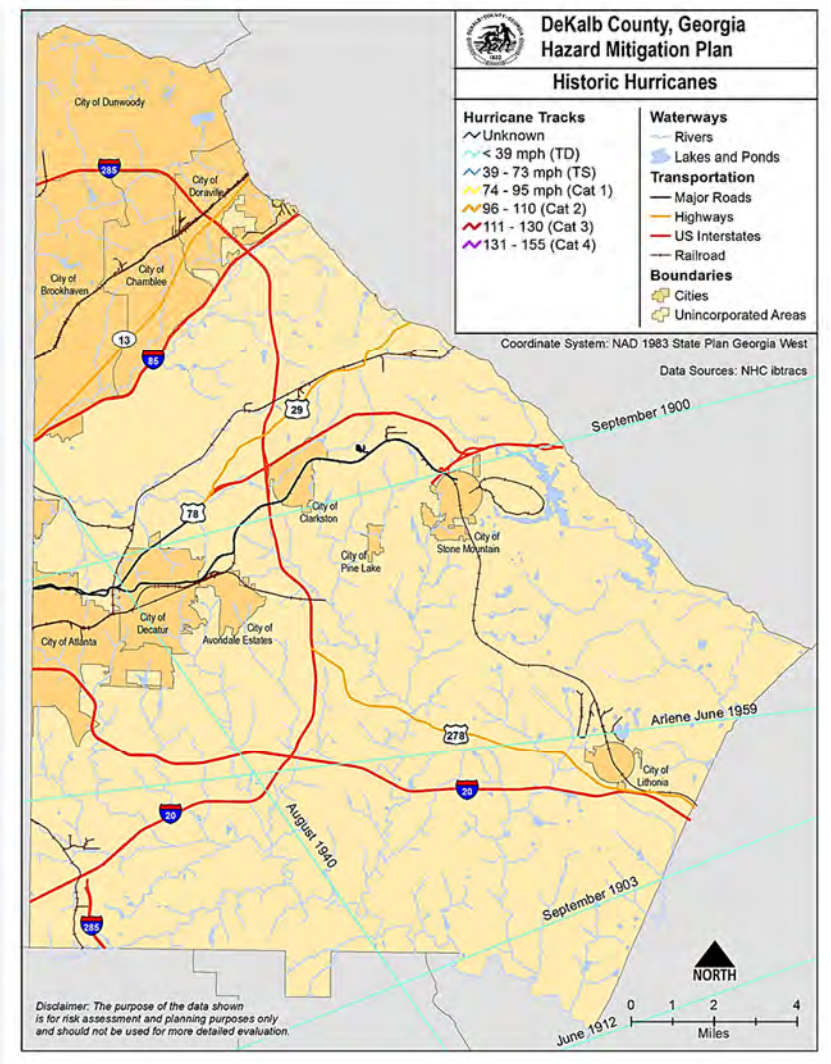 DeKalb County, Georgia
Hazard Mitigation Plan
Historic Hurricanes
Hurricane Tracks
Unknown
< 39 mph (TD)
39 - 73 mph (TS)
74 - 95 mph (Cat 1)
96 - 110 (Cat 2)
111 - 130 (Cat 3)
131 - 155 (Cat 4)
Waterways
Rivers
Lakes and Ponds
Transportation
Major Roads
Highways
US Interstates
Railroad
Boundaries
Cities
Unincorporated Areas
Coordinate System: NAD 1983 State Plan Georgia West
Data Sources: NHC ibtracs
City of Dunwoody
285
City of
Doraville
City of
Chamblee
City of
Brookhaven
13
85
29
September 1900
78
City of
Clarkston
City of
Pine Lake
City of
Stone Mountain
City of
Decatur
City of
Avondale Estates
City of Atlanta
Arlene June 1959
278
City of
Lithonia
20
20
August 1940
September 1903
285
NORTH
0 1 2 4
Miles
June 1912
Disclaimer: The purpose of the data shown
is for risk assessment and planning purposes only
and should not be used for more detailed evaluation.